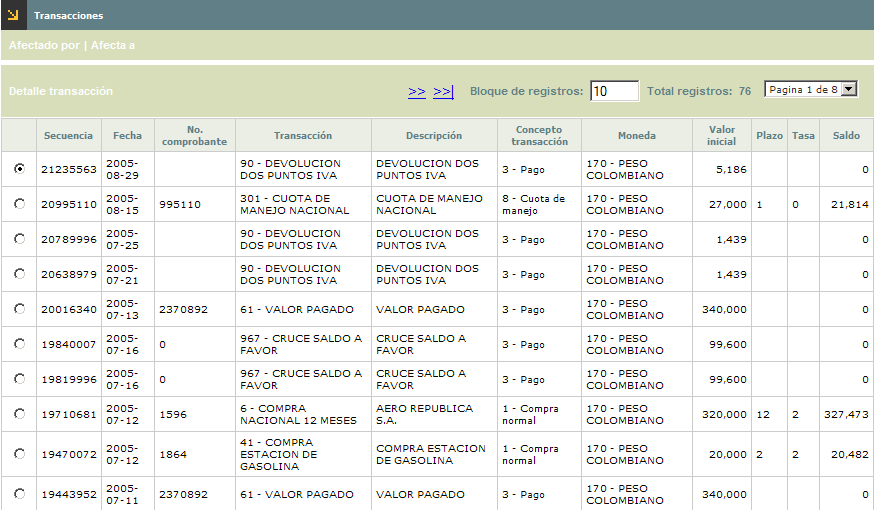 Transacciones
Afectado por | Afecta a
Detalle transacción >> >>| Bloque de registros: 10 Total registros: 76 Pagina 1 de 8
Secuencia Fecha No. comprobante Transacción Descripción Concepto transacción Moneda Valor inicial Plazo Tasa Saldo
21235563 2005-08-29 90 - DEVOLUCION DOS PUNTOS IVA DEVOLUCION DOS PUNTOS IVA 3 - Pago 170 - PESO COLOMBIANO 5,186 0
20995110 2005-08-15 995110 301 - CUOTA DE MANEJO NACIONAL CUOTA DE MANEJO NACIONAL 8 - Cuota de manejo 170 - PESO COLOMBIANO 27,000 1 0 21,814
20789996 2005-07-25 90 - DEVOLUCION DOS PUNTOS IVA DEVOLUCION DOS PUNTOS IVA 3 - Pago 170 - PESO COLOMBIANO 1,439 0
20638979 2005-07-21 90 - DEVOLUCION DOS PUNTOS IVA DEVOLUCION DOS PUNTOS IVA 3 - Pago 170 - PESO COLOMBIANO 1,439 0
20016340 2005-07-13 2370892 61 - VALOR PAGADO VALOR PAGADO 3 - Pago 170 - PESO COLOMBIANO 340,000 0
19840007 2005-07-16 0 967 - CRUCE SALDO A FAVOR CRUCE SALDO A FAVOR 3 - Pago 170 - PESO COLOMBIANO 99,600 0
19819996 2005-07-16 0 967 - CRUCE SALDO A FAVOR CRUCE SALDO A FAVOR 3 - Pago 170 - PESO COLOMBIANO 99,600 0
19710681 2005-07-12 1596 6 - COMPRA NACIONAL 12 MESES AERO REPUBLICA S.A. 1 - Compra normal 170 - PESO COLOMBIANO 320,000 12 2 327,473
19470072 2005-07-12 1864 41 - COMPRA ESTACION DE GASOLINA COMPRA ESTACION DE GASOLINA 1 - Compra normal 170 - PESO COLOMBIANO 20,000 2 2 20,482
19443952 2005-07-11 2370892 61 - VALOR PAGADO VALOR PAGADO 3 - Pago 170 - PESO COLOMBIANO 340,000 0